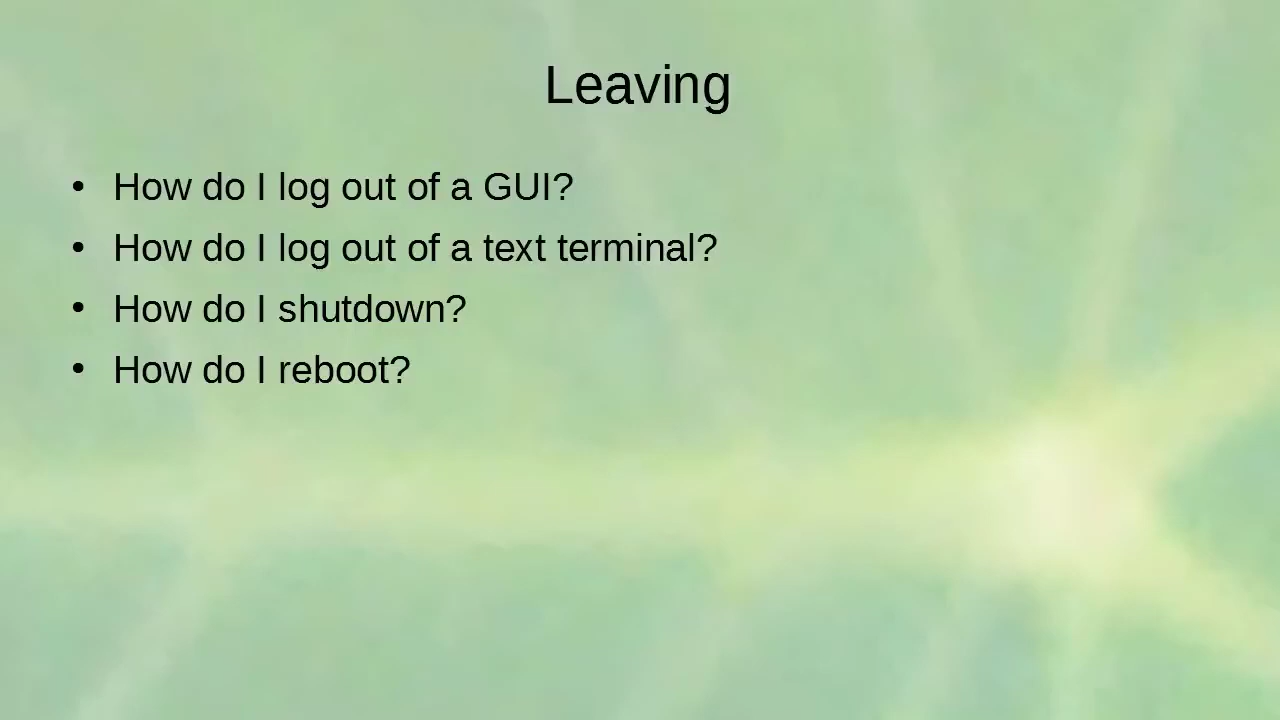 Leaving
• How do I log out of a GUI?
• How do I log out of a text terminal?
• How do I shutdown?
• How do I reboot?